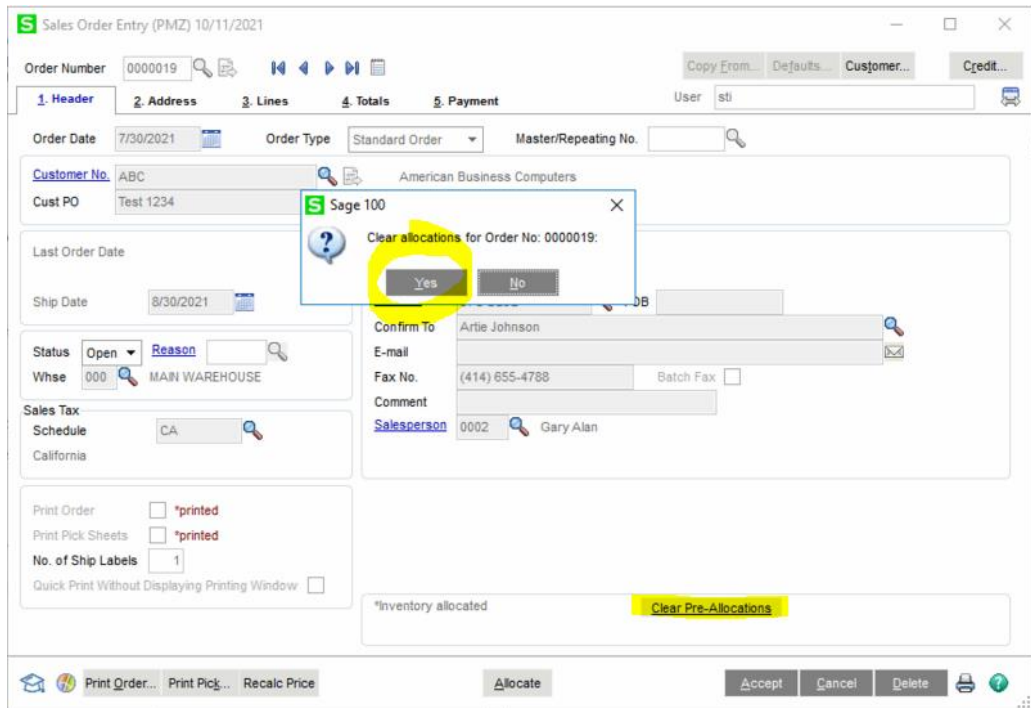 S Sales Order Entry (PMZ) 10/11/2021
Order Number 0000019 Copy From... Defaults... Customer... Credit...
1. Header 2. Address 3. Lines 4. Totals 5. Payment User sti
Order Date 7/30/2021 Order Type Standard Order Master/Repeating No.
Customer No. ABC American Business Computers
Cust PO Test 1234
S Sage 100
Clear allocations for Order No: 0000019:
Yes No
Last Order Date
Ship Date 8/30/2021
Confirm To Artie Johnson
Status Open Reason E-mail
Whse 000 MAIN WAREHOUSE Fax No. (414) 655-4788 Batch Fax
Comment
Sales Tax
Schedule CA Salesperson 0002 Gary Alan
California
Print Order *printed
Print Pick Sheets *printed
No. of Ship Labels 1
Quick Print Without Displaying Printing Window
*Inventory allocated Clear Pre-Allocations
Print Order... Print Pick... Recalc Price Allocate Accept Cancel Delete